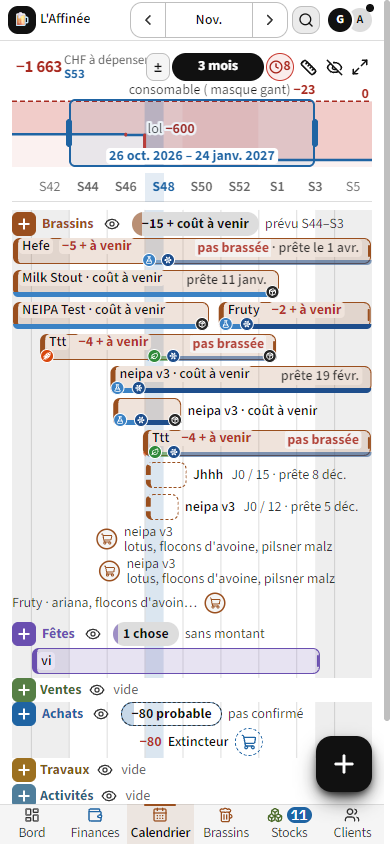 L'Affinée
Nov.
G
A
−1 663 CHF à dépenser
S53
±
3 mois
8
consommable ( masque gant) −23
0
lol −600
26 oct. 2026 – 24 janv. 2027
S42 S44 S46 S48 S50 S52 S1 S3 S5
Brassins −15 + coût à venir prévu S44–S3
Hefe −5 + à venir pas brassée · prête le 1 avr.
Milk Stout · coût à venir prête 11 janv.
NEIPA Test · coût à venir Fruty −2 + à venir
Ttt −4 + à venir pas brassée
neipa v3 · coût à venir prête 19 févr.
neipa v3 · coût à venir
Ttt −4 + à venir pas brassée
Jhhh J0 / 15 · prête 8 déc.
neipa v3 J0 / 12 · prête 5 déc.
neipa v3
lotus, flocons d'avoine, pilsner malz
neipa v3
lotus, flocons d'avoine, pilsner malz
Fruty · ariana, flocons d'avoin…
Fêtes 1 chose sans montant
vi
Ventes vide
Achats −80 probable pas confirmé
−80 Extincteur
Travaux vide
Activités vide
11
Bord Finances Calendrier Brassins Stocks Clients